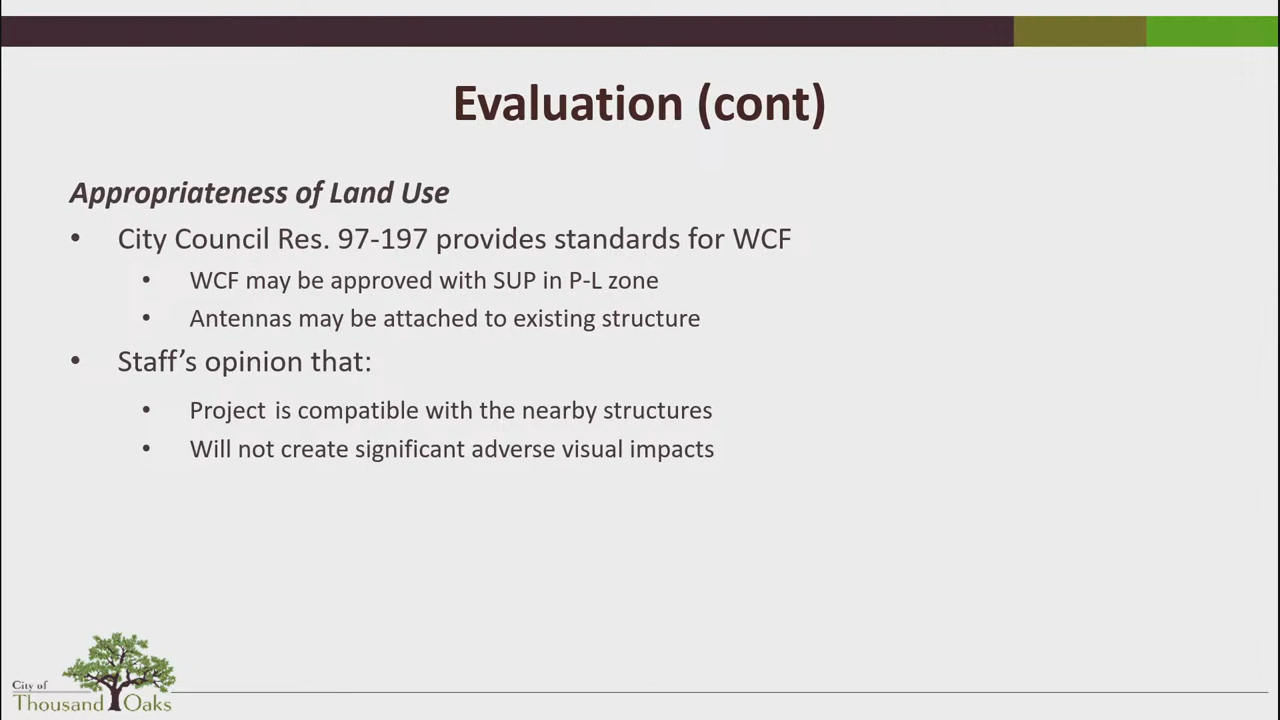 Evaluation (cont)
Appropriateness of Land Use
• City Council Res. 97-197 provides standards for WCF
• WCF may be approved with SUP in P-L zone
• Antennas may be attached to existing structure
• Staff’s opinion that:
• Project is compatible with the nearby structures
• Will not create significant adverse visual impacts
City of
Thousand Oaks